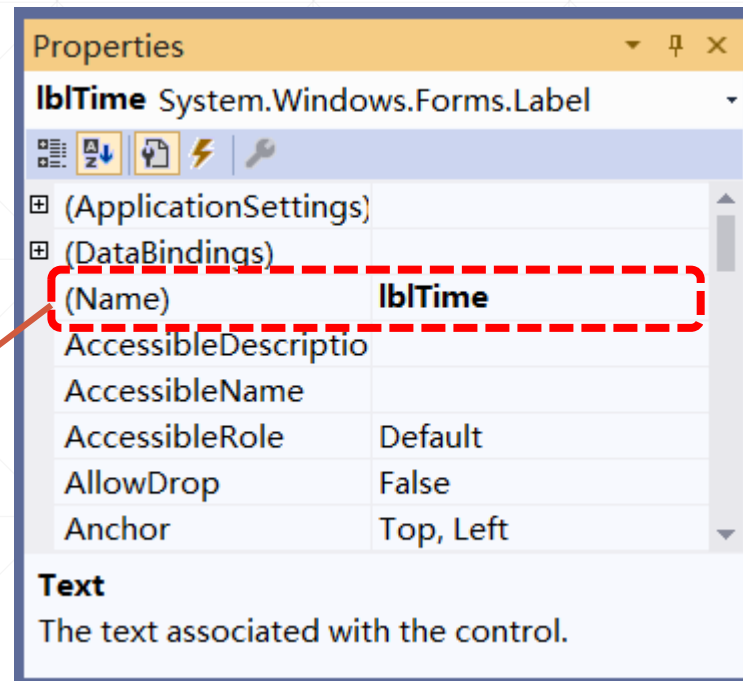 Properties
lblTime System.Windows.Forms.Label
(ApplicationSettings)
(DataBindings)
(Name) lblTime
AccessibleDescriptio
AccessibleName
AccessibleRole Default
AllowDrop False
Anchor Top, Left
Text
The text associated with the control.